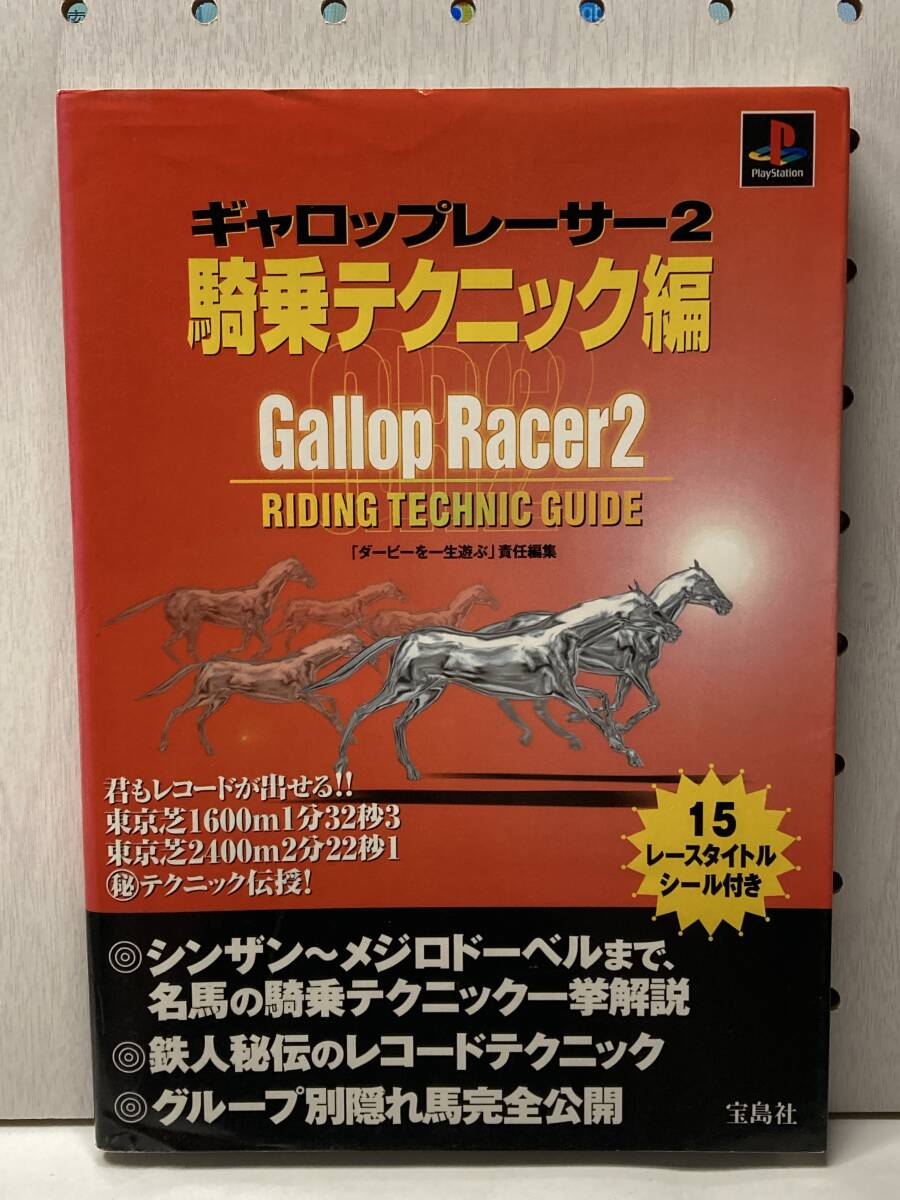 PlayStation
ギャロップレーサー2
騎乗テクニック編
Gallop Racer2
RIDING TECHNIC GUIDE
「ダービーを一生遊ぶ」責任編集
君もレコードが出せる!!
東京芝1600m1分32秒3
東京芝2400m2分22秒1
㊙テクニック伝授!
15
レースタイトル
シール付き
◎シンザン〜メジロドーベルまで、
名馬の騎乗テクニック一挙解説
◎鉄人秘伝のレコードテクニック
◎グループ別隠れ馬完全公開
宝島社